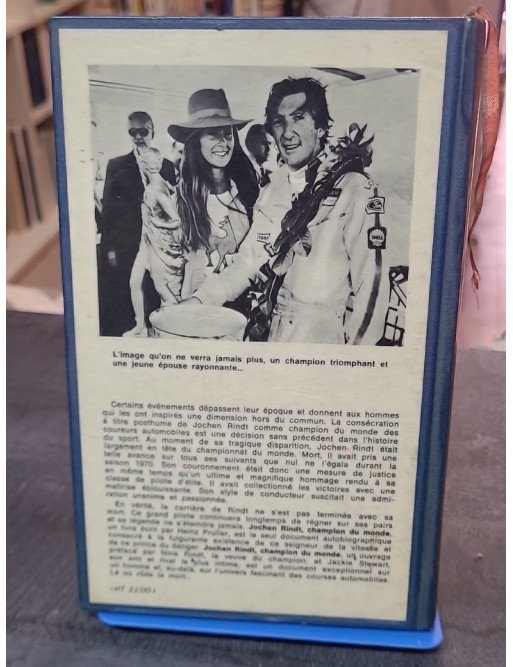 L'image qu'on ne verra jamais plus, un champion triomphant et
une jeune épouse rayonnante...
Certains événements dépassent leur époque et donnent aux hommes
qui les ont inspirés une dimension hors du commun. La consécration
à titre posthume de Jochen Rindt comme champion du monde des
coureurs automobiles est une décision sans précédent dans l'histoire
du sport. Au moment de sa tragique disparition, Jochen Rindt était
largement en tête du championnat du monde. Mort, il avait pris une
telle avance sur tous ses suivants que nul ne l'égala durant la
saison 1970. Son couronnement était donc une mesure de justice
en même temps qu'un ultime et magnifique hommage rendu à sa
classe de pilote d'élite. Il avait collectionné les victoires avec une
maîtrise éblouissante. Son style de conducteur suscitait une admi-
ration unanime et passionnée.
En vérité, la carrière de Rindt ne s'est pas terminée avec sa
mort. Ce grand pilote continuera longtemps de régner sur ses pairs
et sa légende ne s'éteindra jamais. Jochen Rindt, champion du monde,
un livre écrit par Heinz Prüller, est le seul document autobiographique
consacré à la fulgurante existence de ce seigneur de la vitesse et
de ce prince du danger. Jochen Rindt, champion du monde, un ouvrage
préfacé par Nina Rindt, la veuve du champion, et Jackie Stewart,
son ami et rival le plus intime, est un document exceptionnel sur
un homme et, au-delà, sur l'univers fascinant des courses automobiles.
Là où rôde la mort...